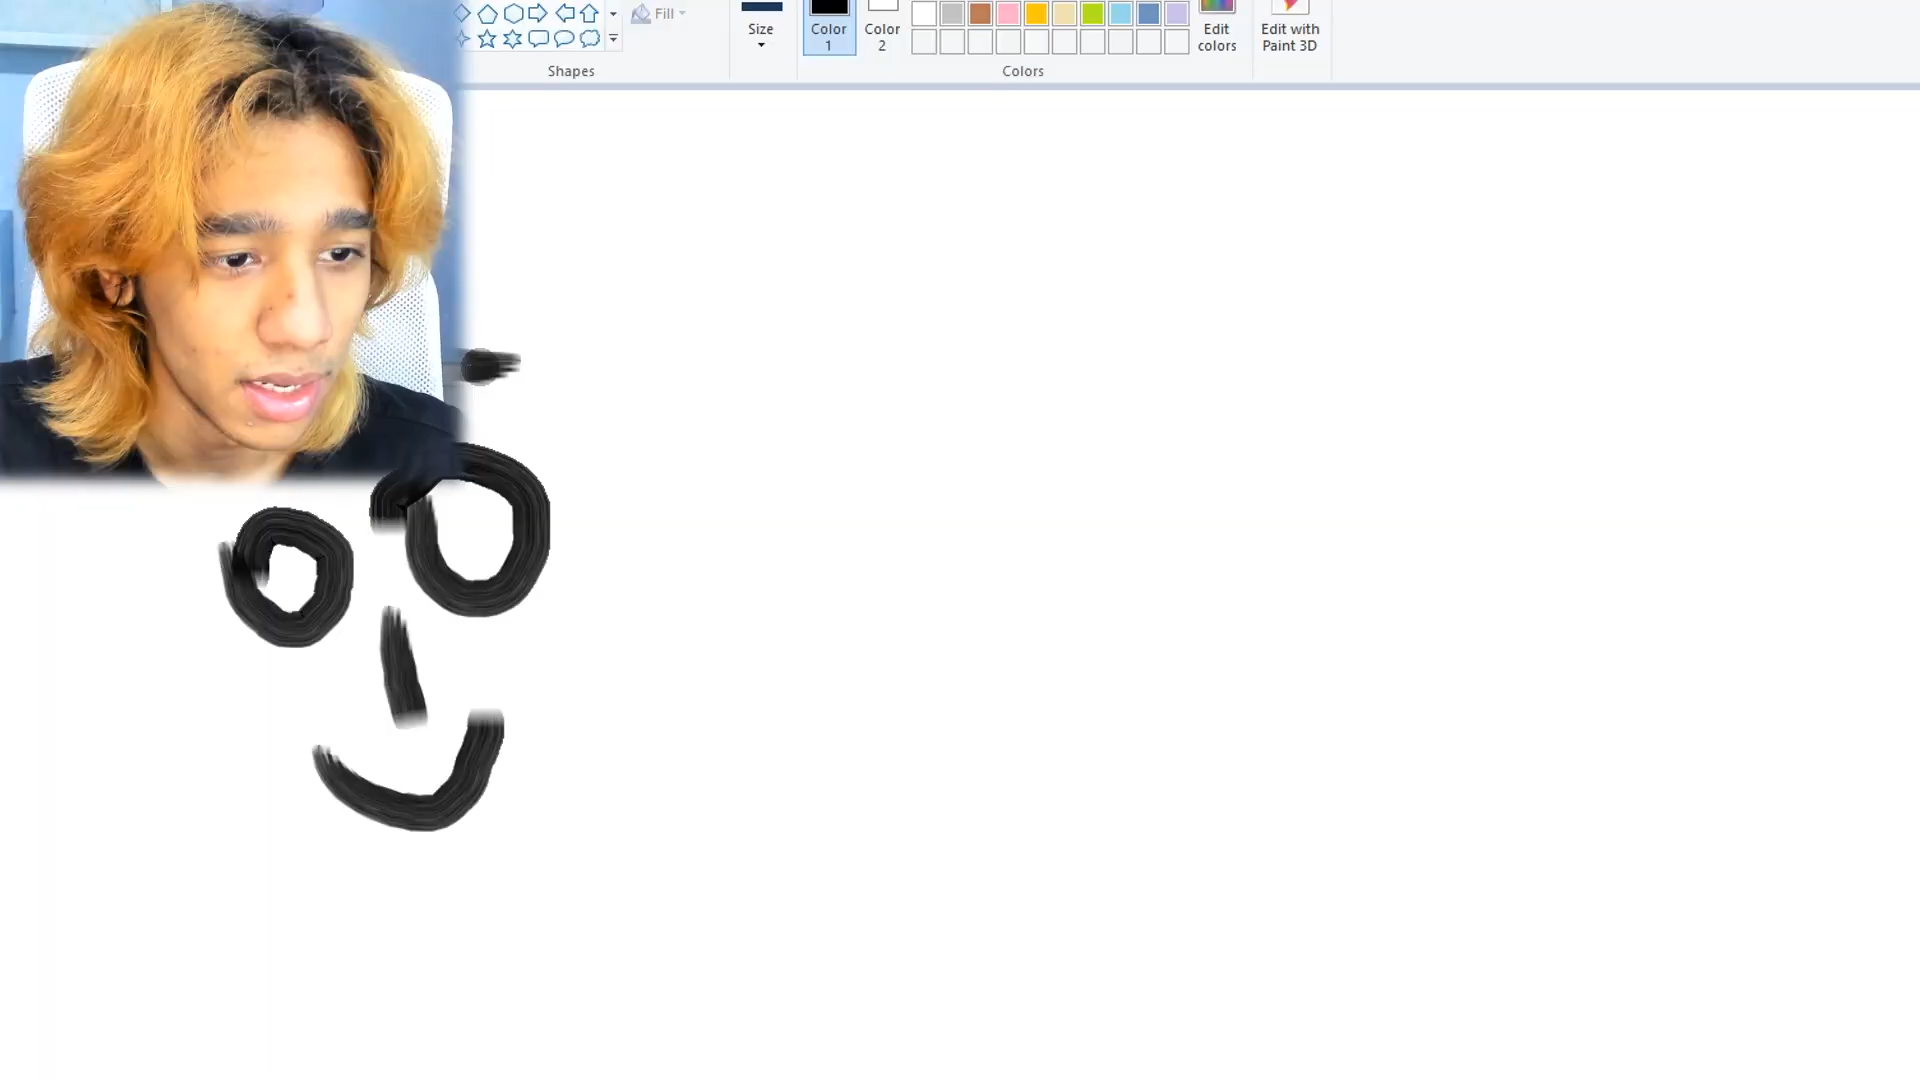 Fill
Size
Color 1
Color 2
Edit colors
Edit with Paint 3D
Shapes
Colors